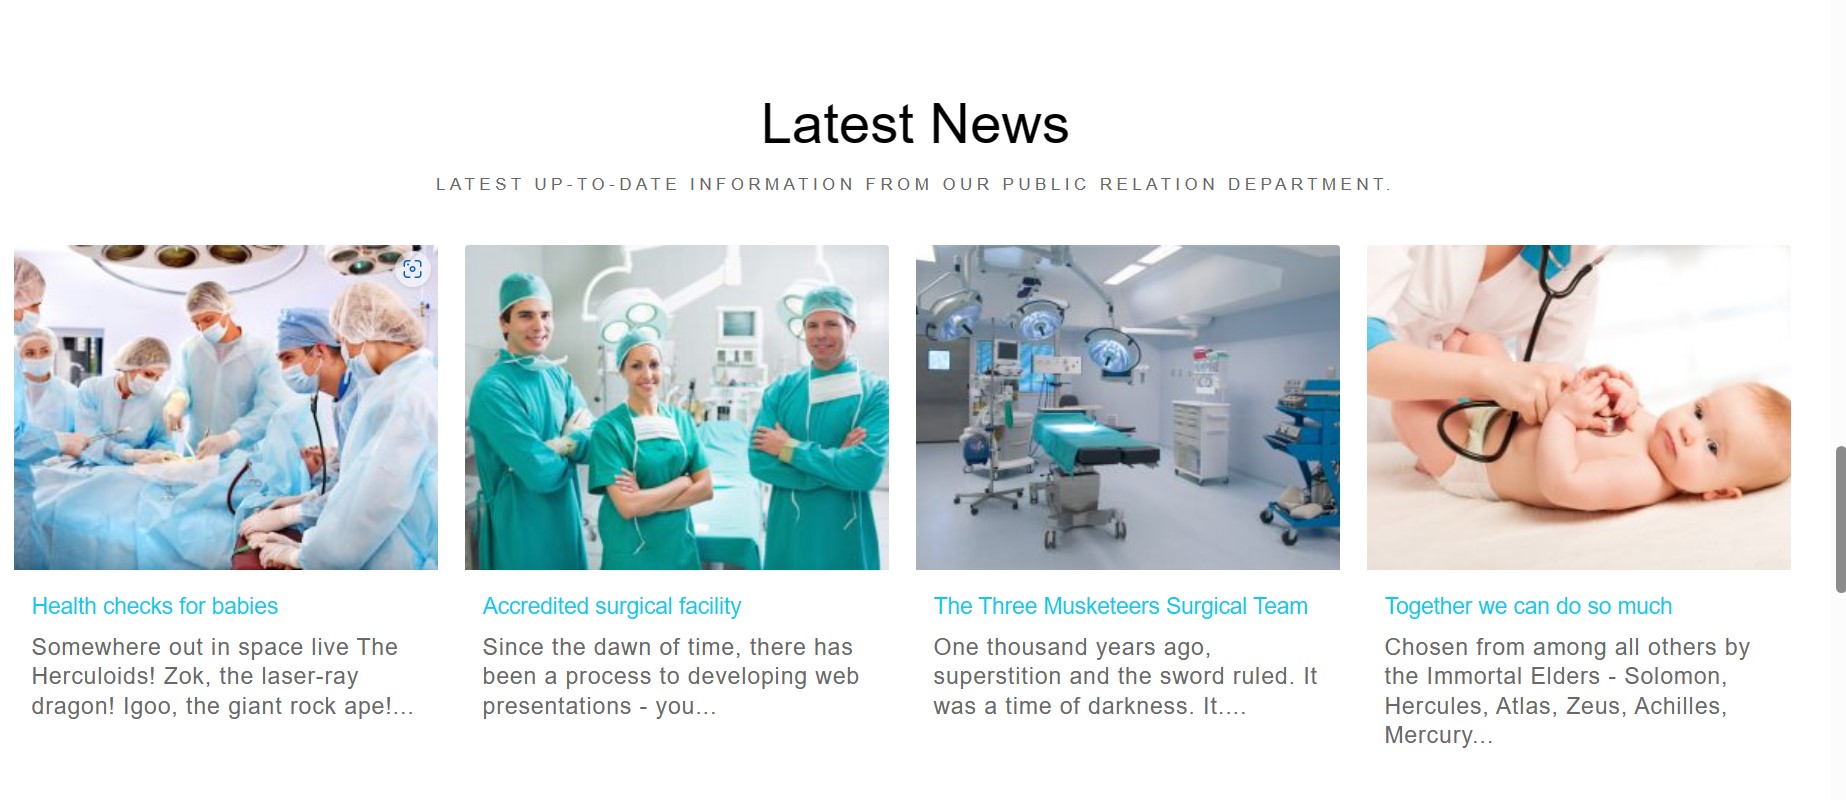 Latest News
LATEST UP-TO-DATE INFORMATION FROM OUR PUBLIC RELATION DEPARTMENT.
Health checks for babies
Somewhere out in space live The
Herculoids! Zok, the laser-ray
dragon! Igoo, the giant rock ape!...
Accredited surgical facility
Since the dawn of time, there has
been a process to developing web
presentations - you...
The Three Musketeers Surgical Team
One thousand years ago,
superstition and the sword ruled. It
was a time of darkness. It....
Together we can do so much
Chosen from among all others by
the Immortal Elders - Solomon,
Hercules, Atlas, Zeus, Achilles,
Mercury...